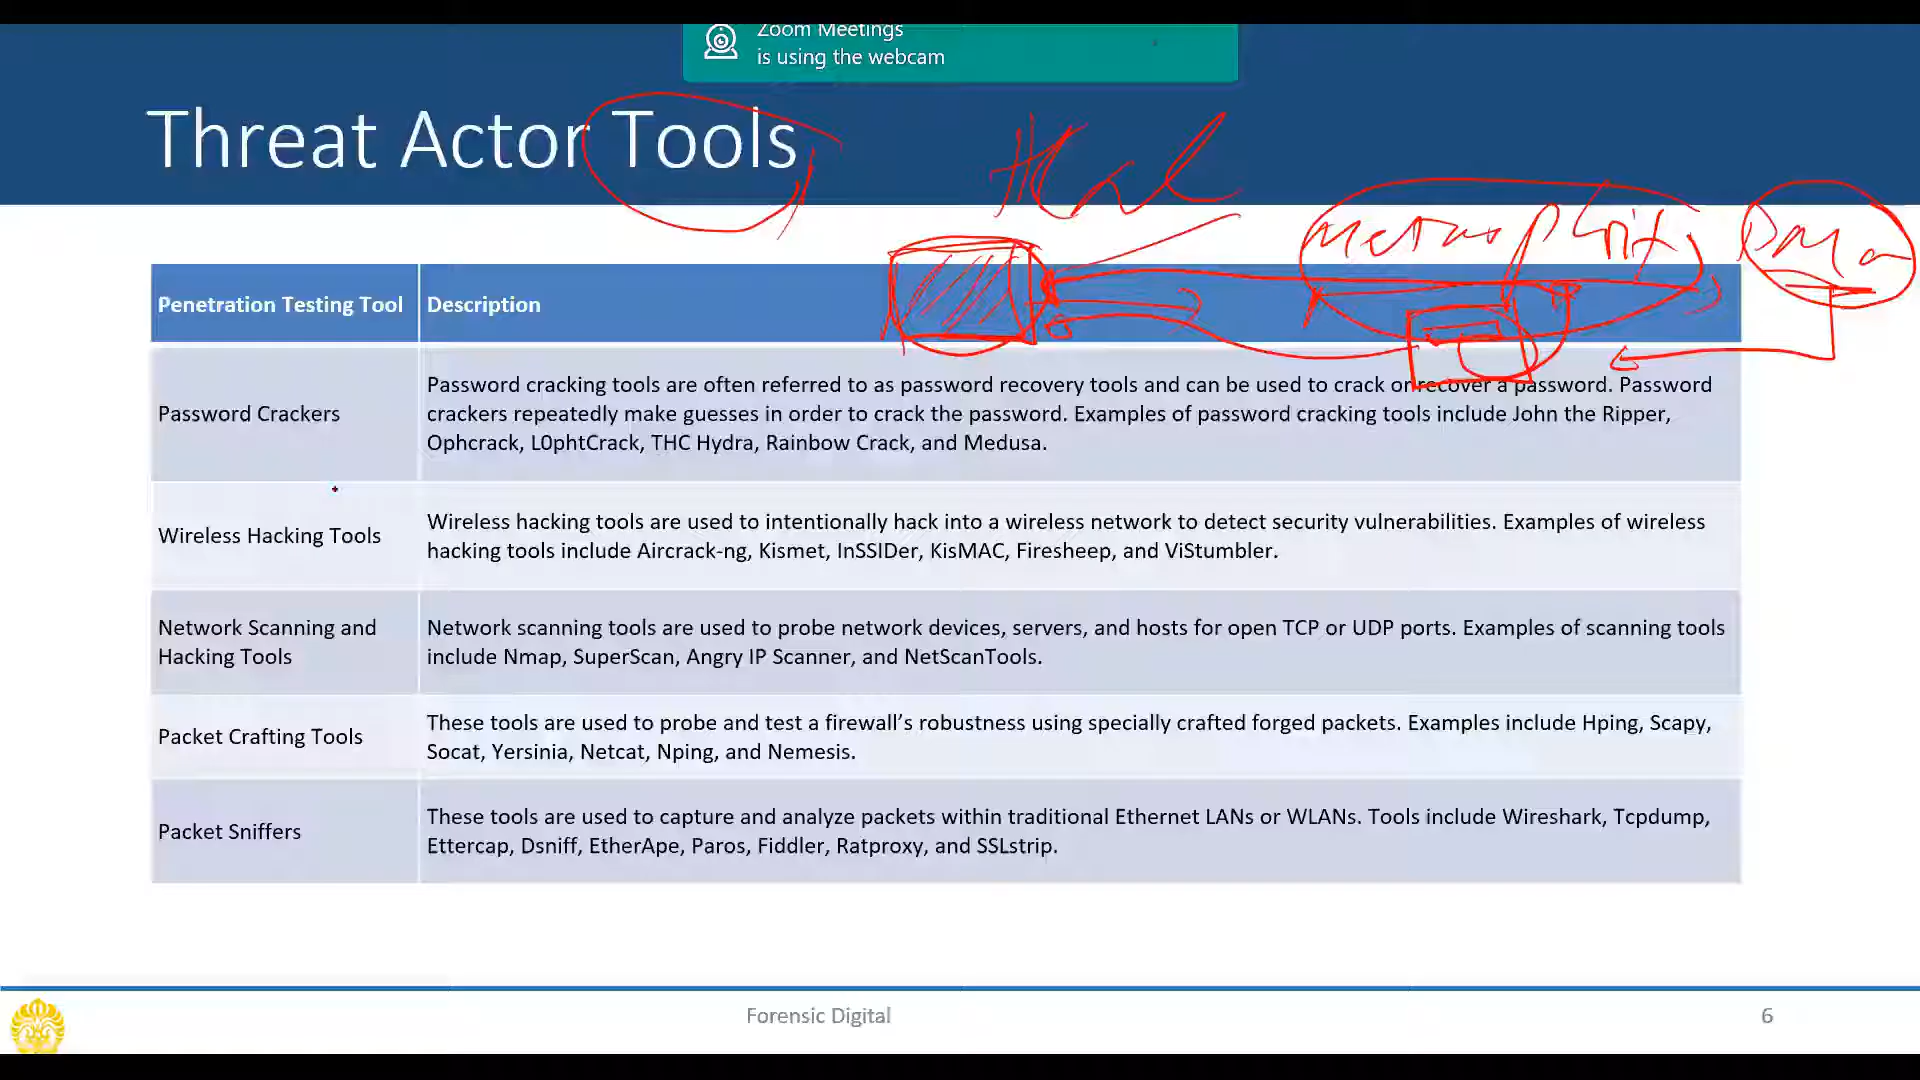 Zoom Meetings
is using the webcam
Threat Actor Tools
Penetration Testing Tool
Description
Password Crackers
Password cracking tools are often referred to as password recovery tools and can be used to crack or recover a password. Password
crackers repeatedly make guesses in order to crack the password. Examples of password cracking tools include John the Ripper,
Ophcrack, L0phtCrack, THC Hydra, Rainbow Crack, and Medusa.
Wireless Hacking Tools
Wireless hacking tools are used to intentionally hack into a wireless network to detect security vulnerabilities. Examples of wireless
hacking tools include Aircrack-ng, Kismet, InSSIDer, KisMAC, Firesheep, and ViStumbler.
Network Scanning and
Hacking Tools
Network scanning tools are used to probe network devices, servers, and hosts for open TCP or UDP ports. Examples of scanning tools
include Nmap, SuperScan, Angry IP Scanner, and NetScanTools.
Packet Crafting Tools
These tools are used to probe and test a firewall’s robustness using specially crafted forged packets. Examples include Hping, Scapy,
Socat, Yersinia, Netcat, Nping, and Nemesis.
Packet Sniffers
These tools are used to capture and analyze packets within traditional Ethernet LANs or WLANs. Tools include Wireshark, Tcpdump,
Ettercap, Dsniff, EtherApe, Paros, Fiddler, Ratproxy, and SSLstrip.
Forensic Digital
6